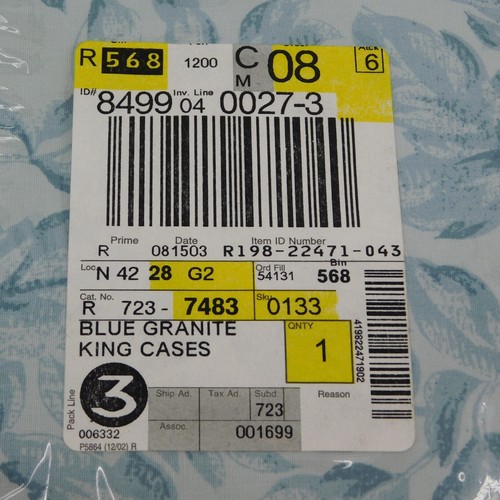 R 568 1200 C M 08 6
ID# Inv. Line
8499 04 0027-3
Prime Date Item ID Number
R 081503 R198-22471-043
Loc N 42 28 G2 Ord Fill 54131 Bin 568
Cat. No. R 723 - 7483 Sku 0133
BLUE GRANITE
KING CASES
QNTY
1
419822471902
Pack Line
3
006332
P5864 (12/02) R
Ship Ad. Tax Ad. Subd. Reason
723
Assoc. 001699